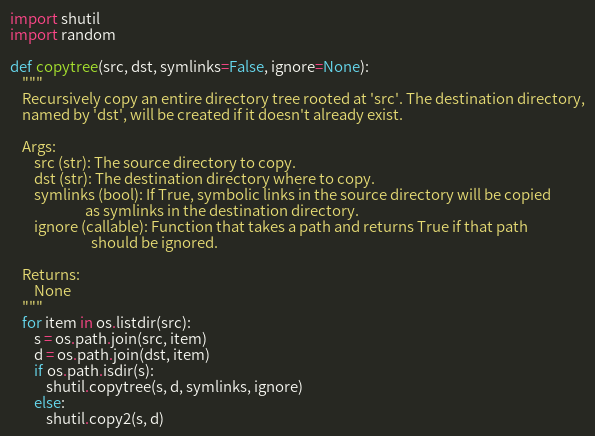 import shutil
import random

def copytree(src, dst, symlinks=False, ignore=None):
    """
    Recursively copy an entire directory tree rooted at 'src'. The destination directory,
    named by 'dst', will be created if it doesn't already exist.

    Args:
        src (str): The source directory to copy.
        dst (str): The destination directory where to copy.
        symlinks (bool): If True, symbolic links in the source directory will be copied
                         as symlinks in the destination directory.
        ignore (callable): Function that takes a path and returns True if that path
                           should be ignored.

    Returns:
        None
    """
    for item in os.listdir(src):
        s = os.path.join(src, item)
        d = os.path.join(dst, item)
        if os.path.isdir(s):
            shutil.copytree(s, d, symlinks, ignore)
        else:
            shutil.copy2(s, d)